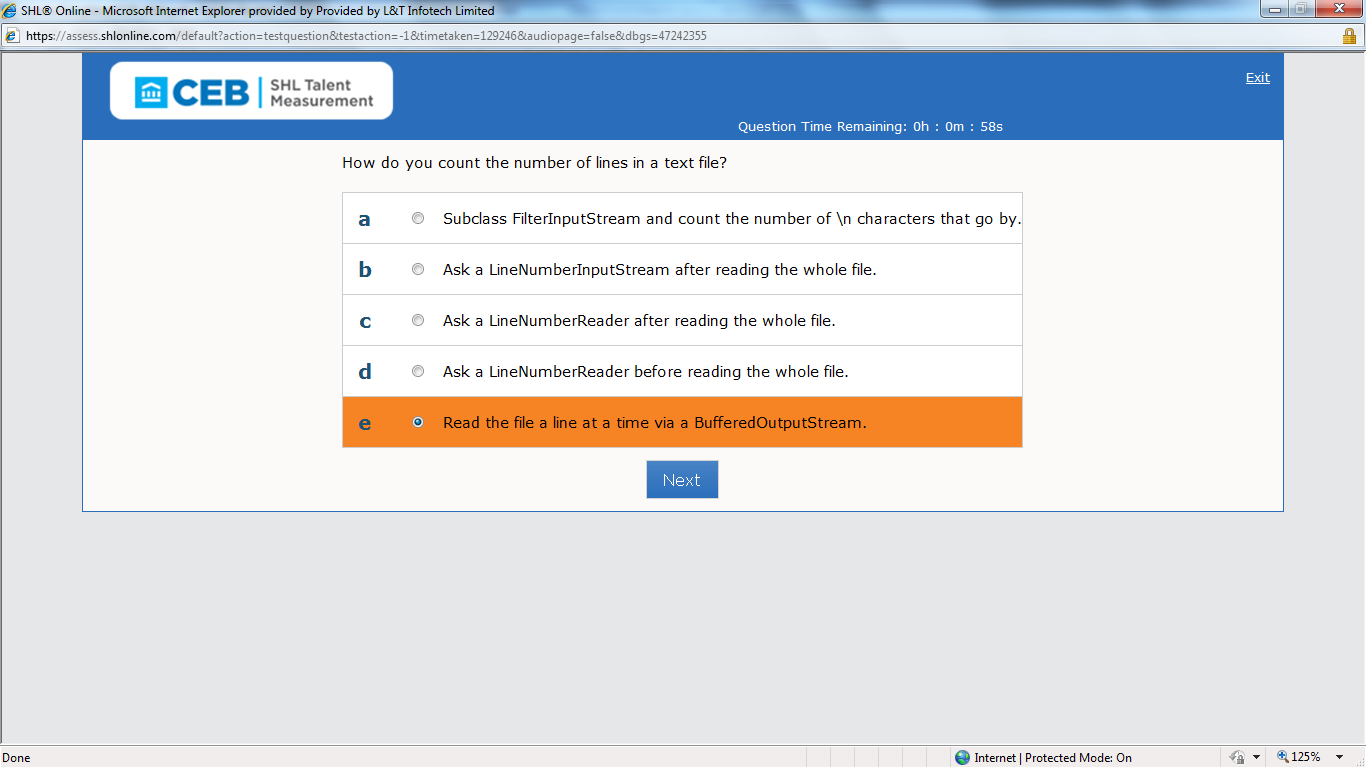 SHL® Online - Microsoft Internet Explorer provided by Provided by L&T Infotech Limited
https://assess.shlonline.com/default?action=testquestion&testaction=-1&timetaken=129246&audiopage=false&dbgs=47242355
CEB SHL Talent Measurement
Exit
Question Time Remaining: 0h : 0m : 58s
How do you count the number of lines in a text file?
a Subclass FilterInputStream and count the number of \n characters that go by.
b Ask a LineNumberInputStream after reading the whole file.
c Ask a LineNumberReader after reading the whole file.
d Ask a LineNumberReader before reading the whole file.
e Read the file a line at a time via a BufferedOutputStream.
Next
Done Internet | Protected Mode: On 125%